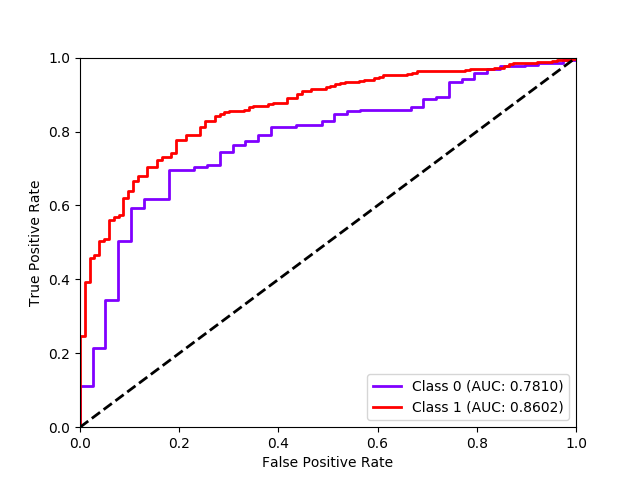 1.0
0.8
0.6
0.4
0.2
0.0
True Positive Rate
Class 0 (AUC: 0.7810)
Class 1 (AUC: 0.8602)
0.0 0.2 0.4 0.6 0.8 1.0
False Positive Rate